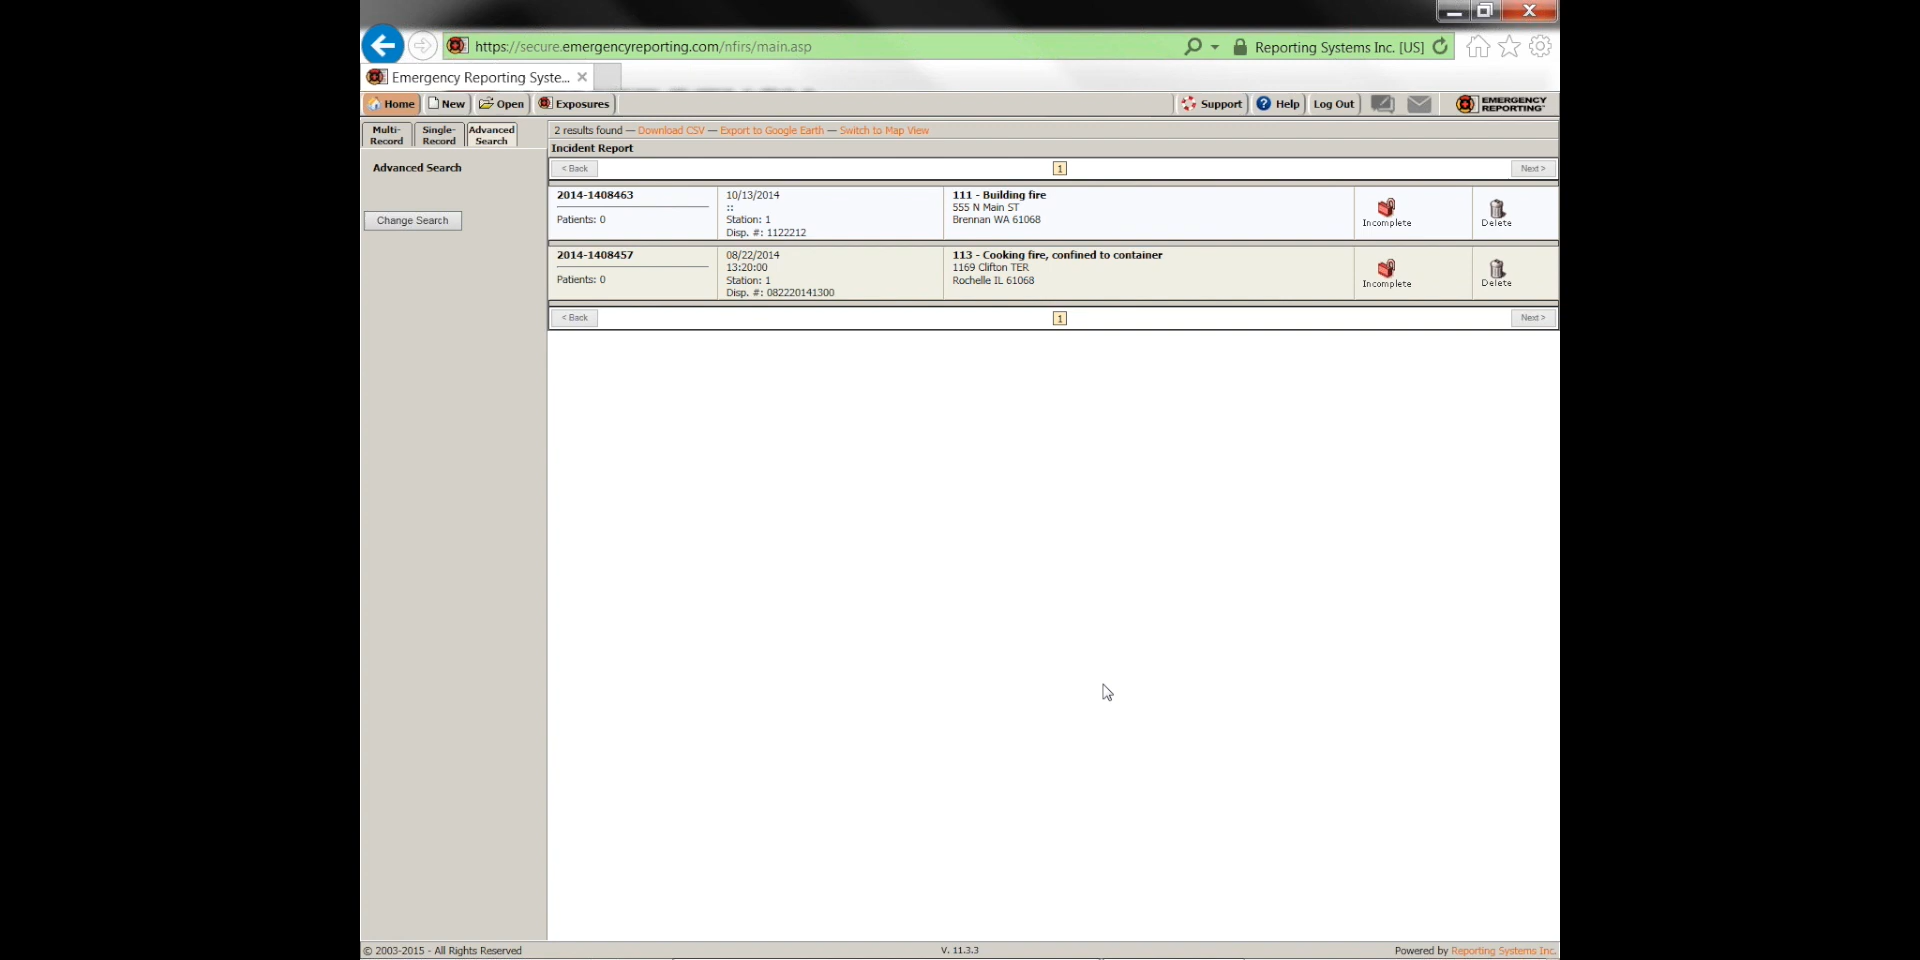 https://secure.emergencyreporting.com/nfirs/main.asp
Reporting Systems Inc. [US]
Emergency Reporting Syste...
Home New Open Exposures Support Help Log Out EMERGENCY REPORTING
Multi-Record
Single-Record
Advanced Search
2 results found — Download CSV — Export to Google Earth — Switch to Map View
Advanced Search
Change Search
Incident Report
< Back 1 Next >
2014-1408463
Patients: 0
10/13/2014
::
Station: 1
Disp. #: 1122212
111 - Building fire
555 N Main ST
Brennan WA 61068
Incomplete
Delete
2014-1408457
Patients: 0
08/22/2014
13:20:00
Station: 1
Disp. #: 082220141300
113 - Cooking fire, confined to container
1169 Clifton TER
Rochelle IL 61068
Incomplete
Delete
< Back 1 Next >
© 2003-2015 - All Rights Reserved
V. 11.3.3
Powered by Reporting Systems Inc.